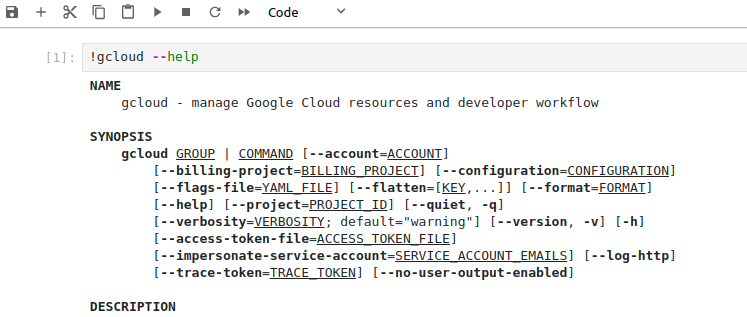 Code
[1]: !gcloud --help
NAME
gcloud - manage Google Cloud resources and developer workflow
SYNOPSIS
gcloud GROUP | COMMAND [--account=ACCOUNT]
[--billing-project=BILLING_PROJECT] [--configuration=CONFIGURATION]
[--flags-file=YAML_FILE] [--flatten=[KEY,...]] [--format=FORMAT]
[--help] [--project=PROJECT_ID] [--quiet, -q]
[--verbosity=VERBOSITY; default="warning"] [--version, -v] [-h]
[--access-token-file=ACCESS_TOKEN_FILE]
[--impersonate-service-account=SERVICE_ACCOUNT_EMAILS] [--log-http]
[--trace-token=TRACE_TOKEN] [--no-user-output-enabled]
DESCRIPTION